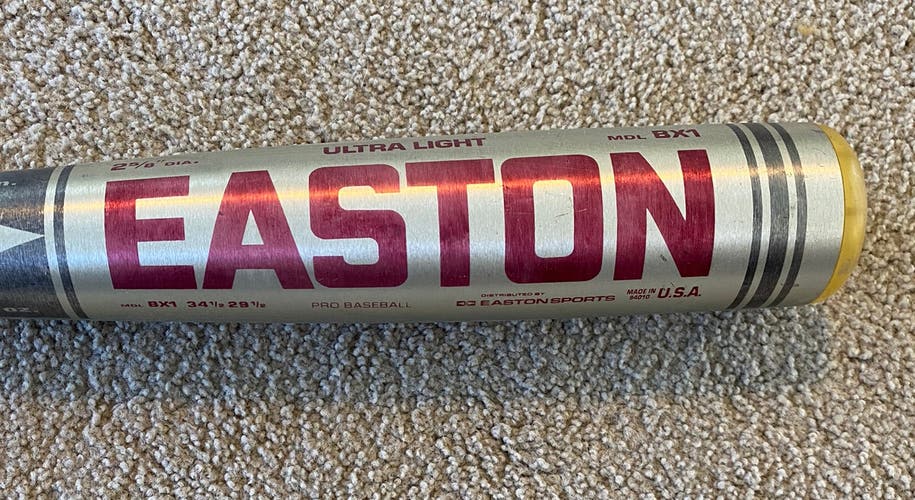 2 5/8" DIA.
ULTRA LIGHT
MDL BX1
EASTON
MDL BX1 34 1/2 29 1/2
PRO BASEBALL
DISTRIBUTED BY
EASTON SPORTS
MADE IN
94010 U.S.A.
oz.